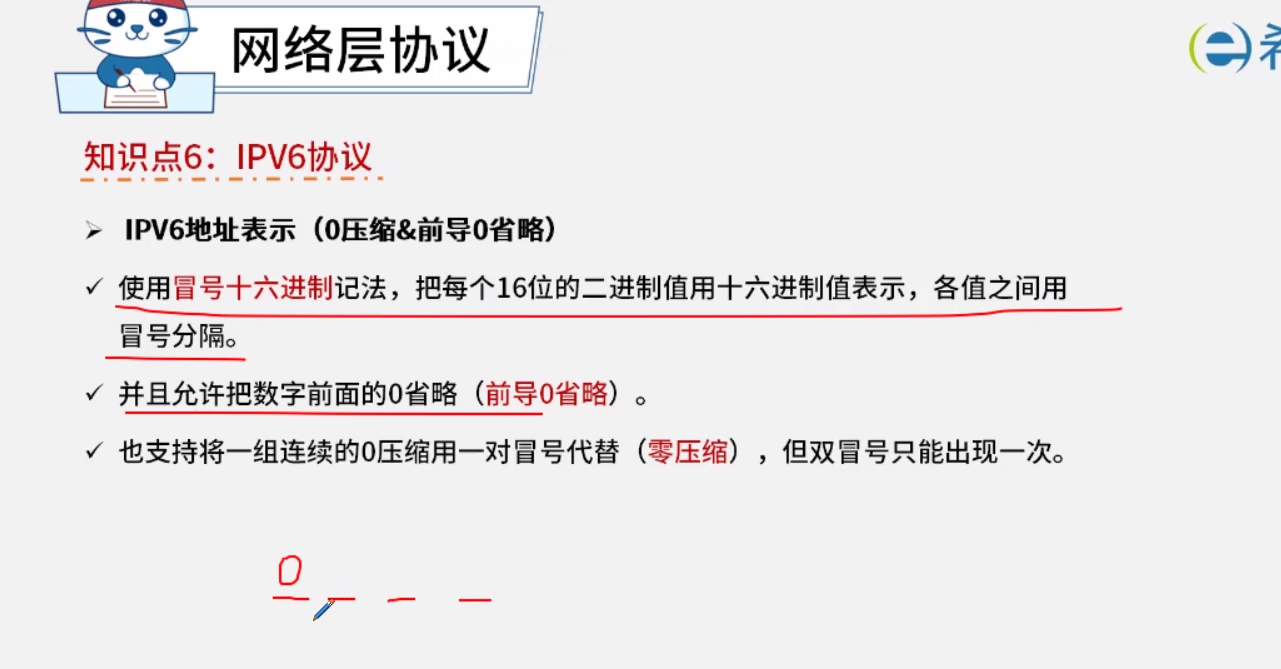 网络层协议
知识点6：IPV6协议
➢ IPV6地址表示（0压缩&前导0省略）
✓ 使用冒号十六进制记法，把每个16位的二进制值用十六进制值表示，各值之间用
冒号分隔。
✓ 并且允许把数字前面的0省略（前导0省略）。
✓ 也支持将一组连续的0压缩用一对冒号代替（零压缩），但双冒号只能出现一次。
0